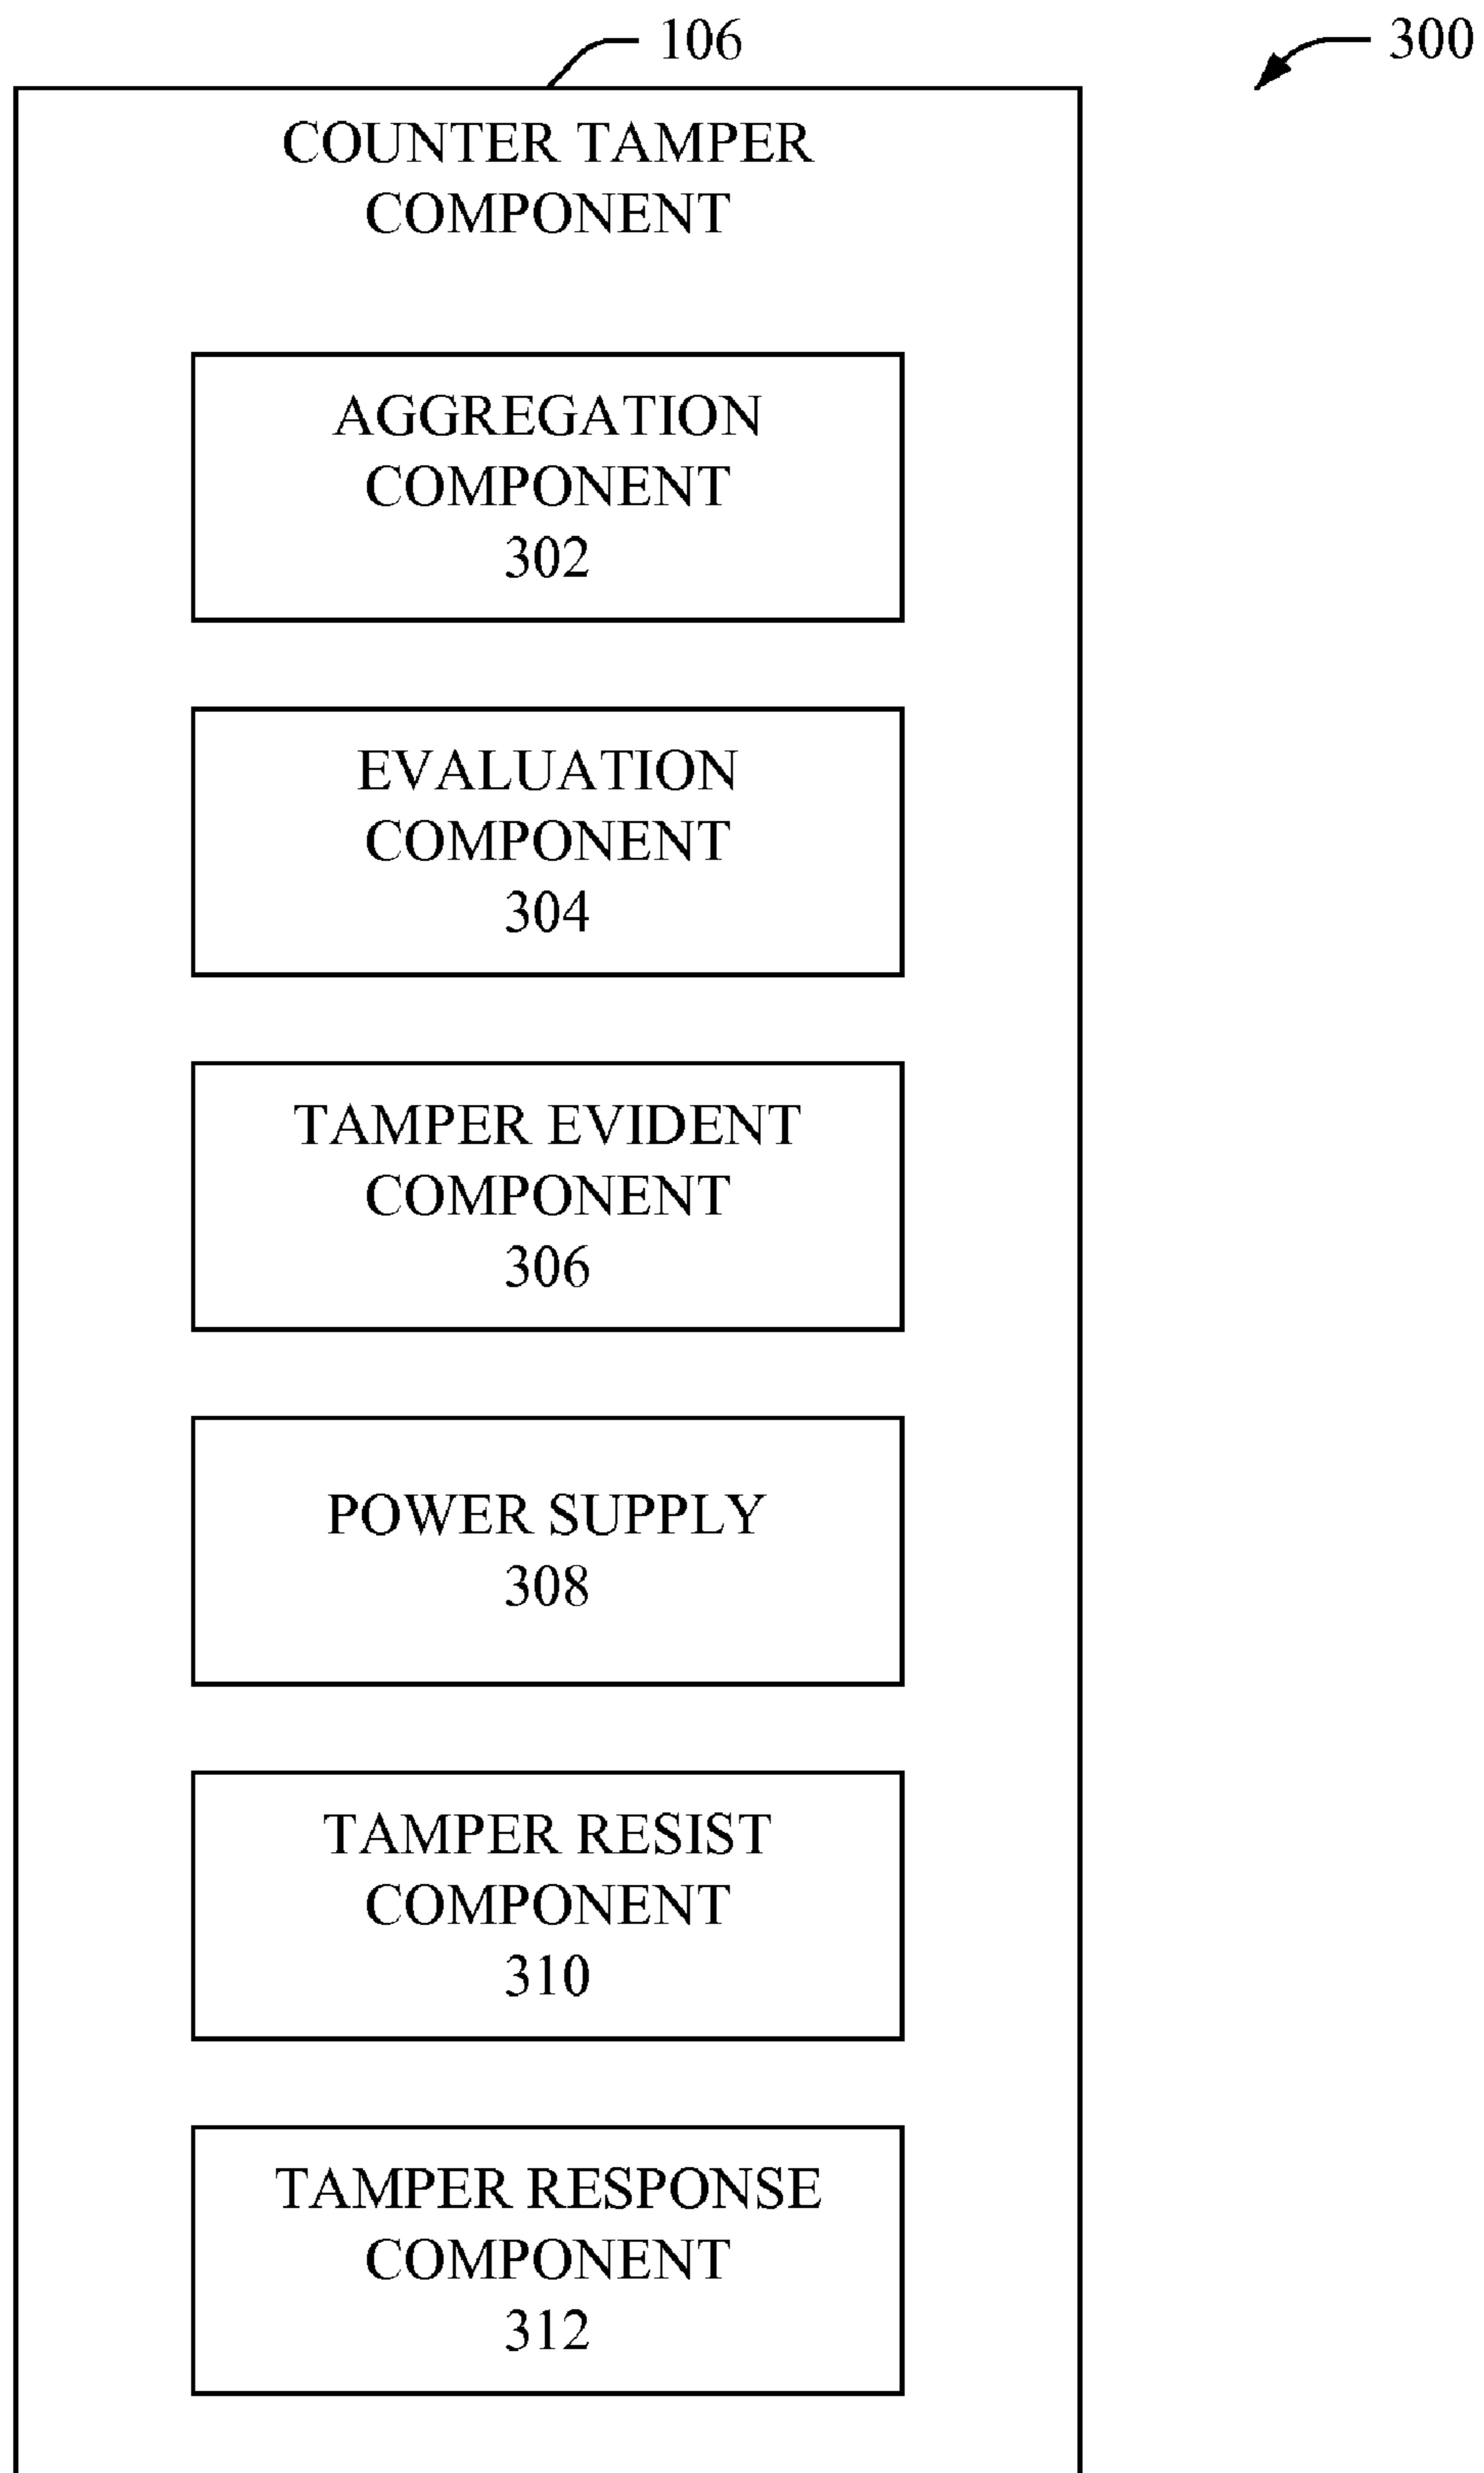 106
300
COUNTER TAMPER
COMPONENT
AGGREGATION
COMPONENT
302
EVALUATION
COMPONENT
304
TAMPER EVIDENT
COMPONENT
306
POWER SUPPLY
308
TAMPER RESIST
COMPONENT
310
TAMPER RESPONSE
COMPONENT
312